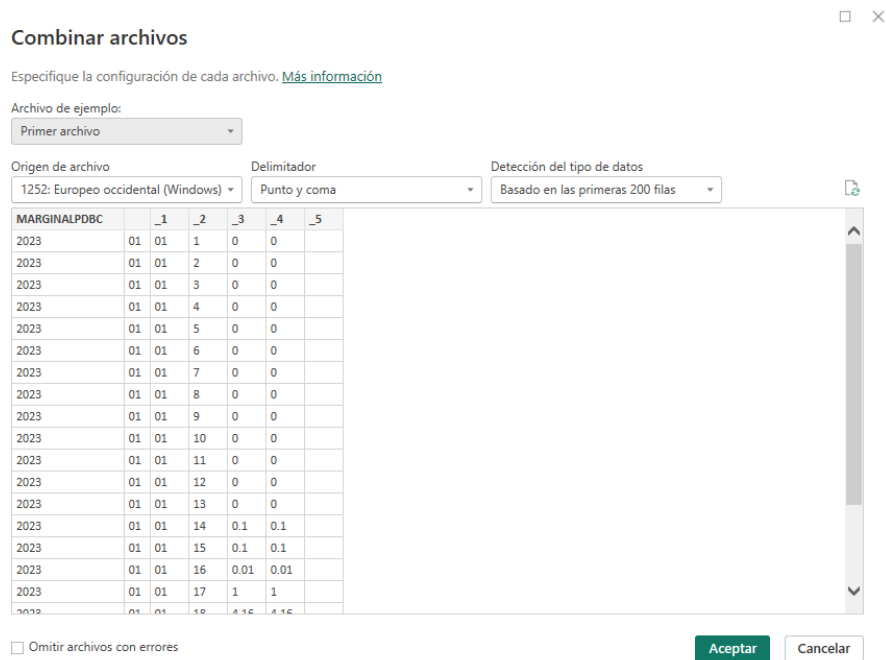 Combinar archivos
Especifique la configuración de cada archivo. Más información
Archivo de ejemplo:
Primer archivo
Origen de archivo Delimitador Detección del tipo de datos
1252: Europeo occidental (Windows) Punto y coma Basado en las primeras 200 filas
MARGINALPDBC _1 _2 _3 _4 _5
2023 01 01 1 0 0
2023 01 01 2 0 0
2023 01 01 3 0 0
2023 01 01 4 0 0
2023 01 01 5 0 0
2023 01 01 6 0 0
2023 01 01 7 0 0
2023 01 01 8 0 0
2023 01 01 9 0 0
2023 01 01 10 0 0
2023 01 01 11 0 0
2023 01 01 12 0 0
2023 01 01 13 0 0
2023 01 01 14 0.1 0.1
2023 01 01 15 0.1 0.1
2023 01 01 16 0.01 0.01
2023 01 01 17 1 1
2023 01 01 18 4.16 4.16
Omitir archivos con errores
Aceptar Cancelar